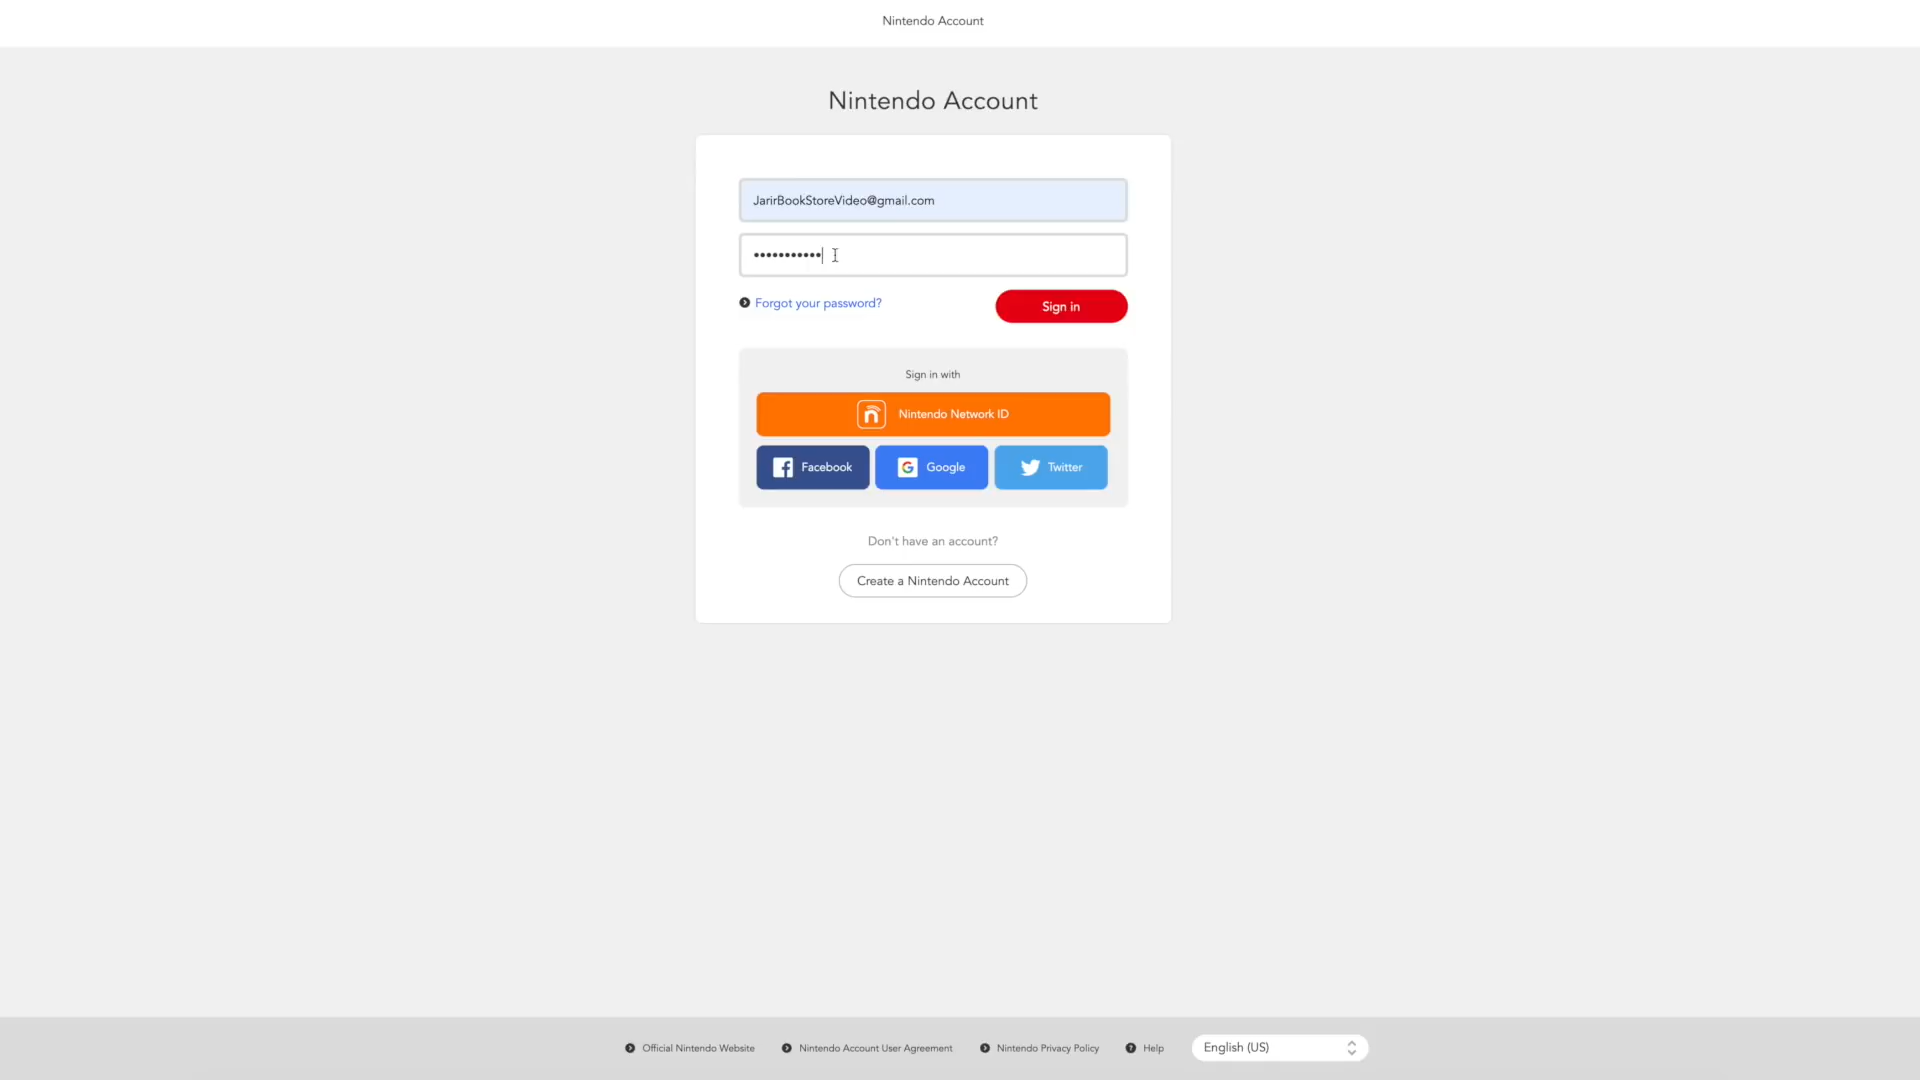 Nintendo Account
Nintendo Account
JarirBookStoreVideo@gmail.com
•••••••••••
Forgot your password?
Sign in
Sign in with
Nintendo Network ID
Facebook
Google
Twitter
Don't have an account?
Create a Nintendo Account
Official Nintendo Website
Nintendo Account User Agreement
Nintendo Privacy Policy
Help
English (US)